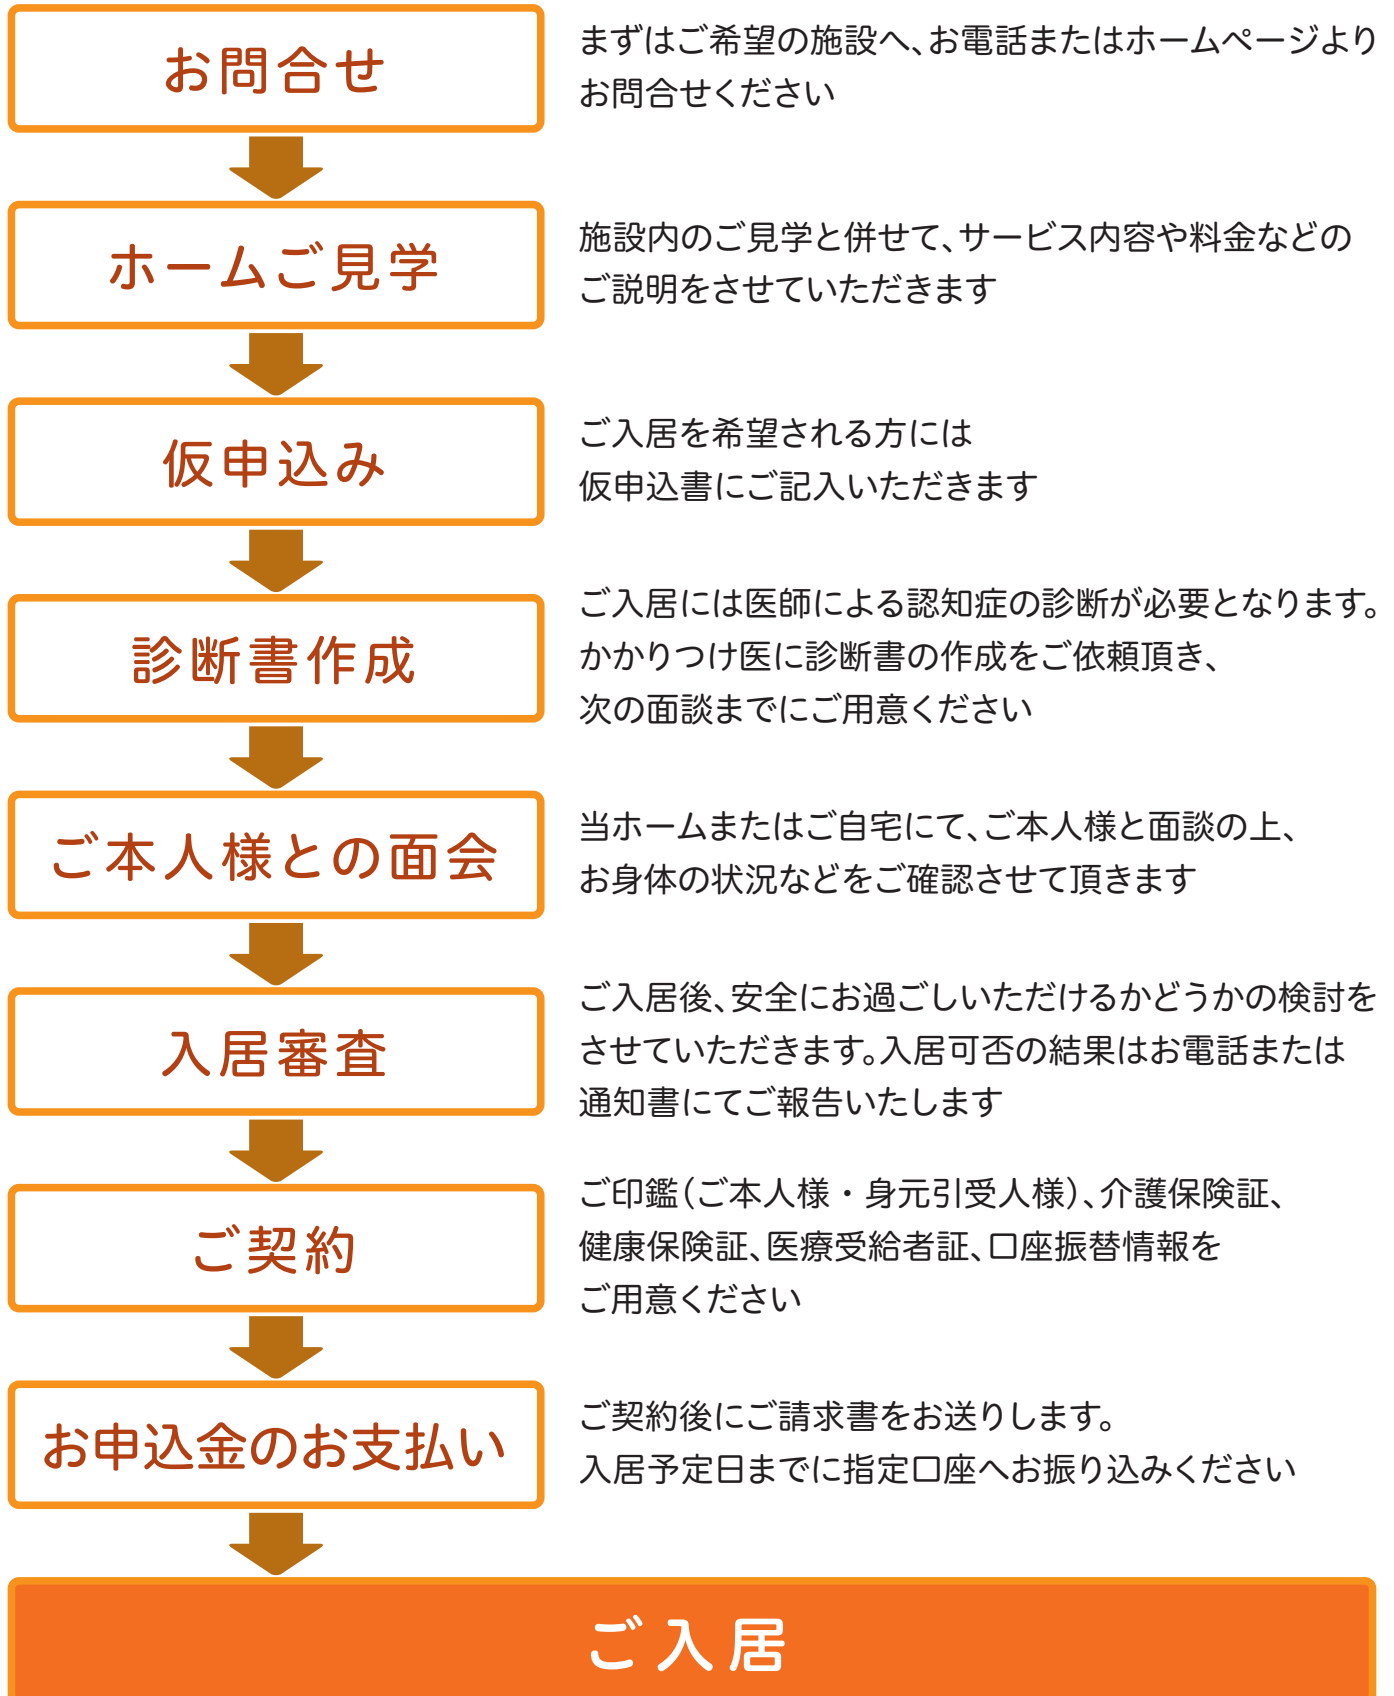 お問合せ
まずはご希望の施設へ、お電話またはホームページより
お問合せください
ホームご見学
施設内のご見学と併せて、サービス内容や料金などの
ご説明をさせていただきます
仮申込み
ご入居を希望される方には
仮申込書にご記入いただきます
診断書作成
ご入居には医師による認知症の診断が必要となります。
かかりつけ医に診断書の作成をご依頼頂き、
次の面談までにご用意ください
ご本人様との面会
当ホームまたはご自宅にて、ご本人様と面談の上、
お身体の状況などをご確認させて頂きます
入居審査
ご入居後、安全にお過ごしいただけるかどうかの検討を
させていただきます。入居可否の結果はお電話または
通知書にてご報告いたします
ご契約
ご印鑑(ご本人様・身元引受人様)、介護保険証、
健康保険証、医療受給者証、口座振替情報を
ご用意ください
お申込金のお支払い
ご契約後にご請求書をお送りします。
入居予定日までに指定口座へお振り込みください
ご入居